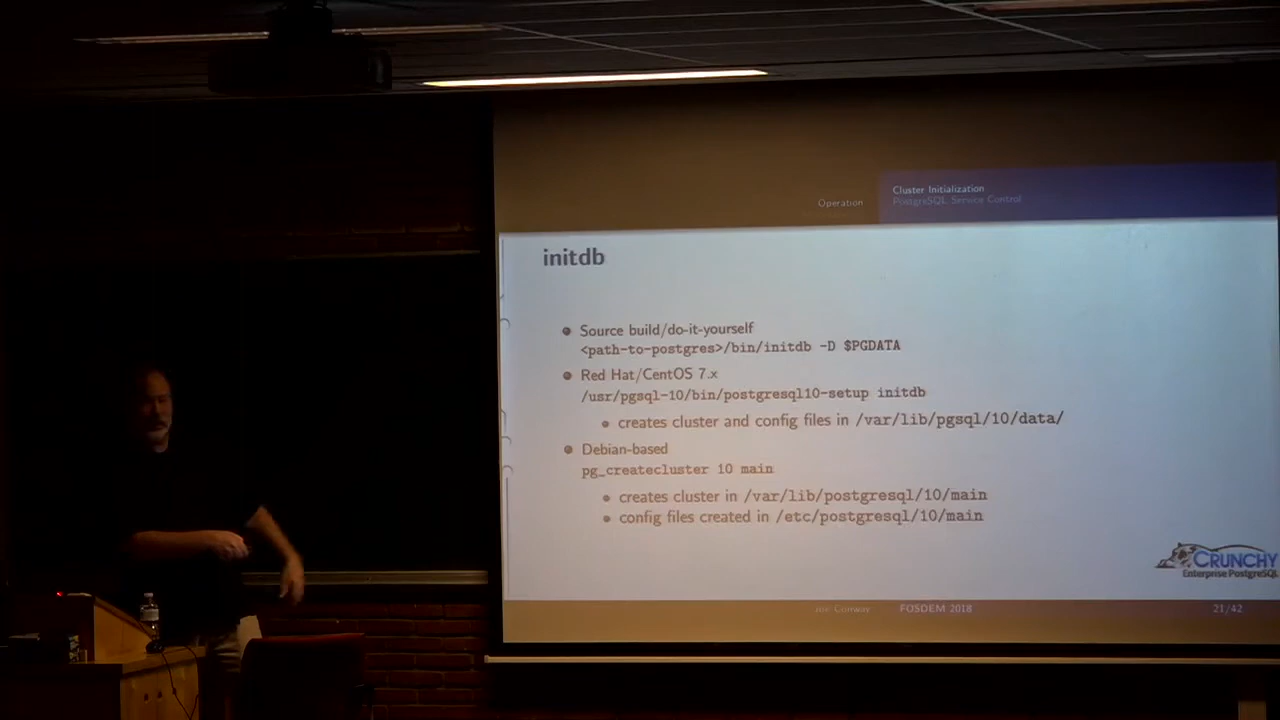 Operation
Cluster Initialization
PostgreSQL Service Control
initdb
Source build/do-it-yourself
<path-to-postgres>/bin/initdb -D $PGDATA
Red Hat/CentOS 7.x
/usr/pgsql-10/bin/postgresql10-setup initdb
creates cluster and config files in /var/lib/pgsql/10/data/
Debian-based
pg_createcluster 10 main
creates cluster in /var/lib/postgresql/10/main
config files created in /etc/postgresql/10/main
CRUNCHY
Enterprise PostgreSQL
Joe Conway
FOSDEM 2018
21/42